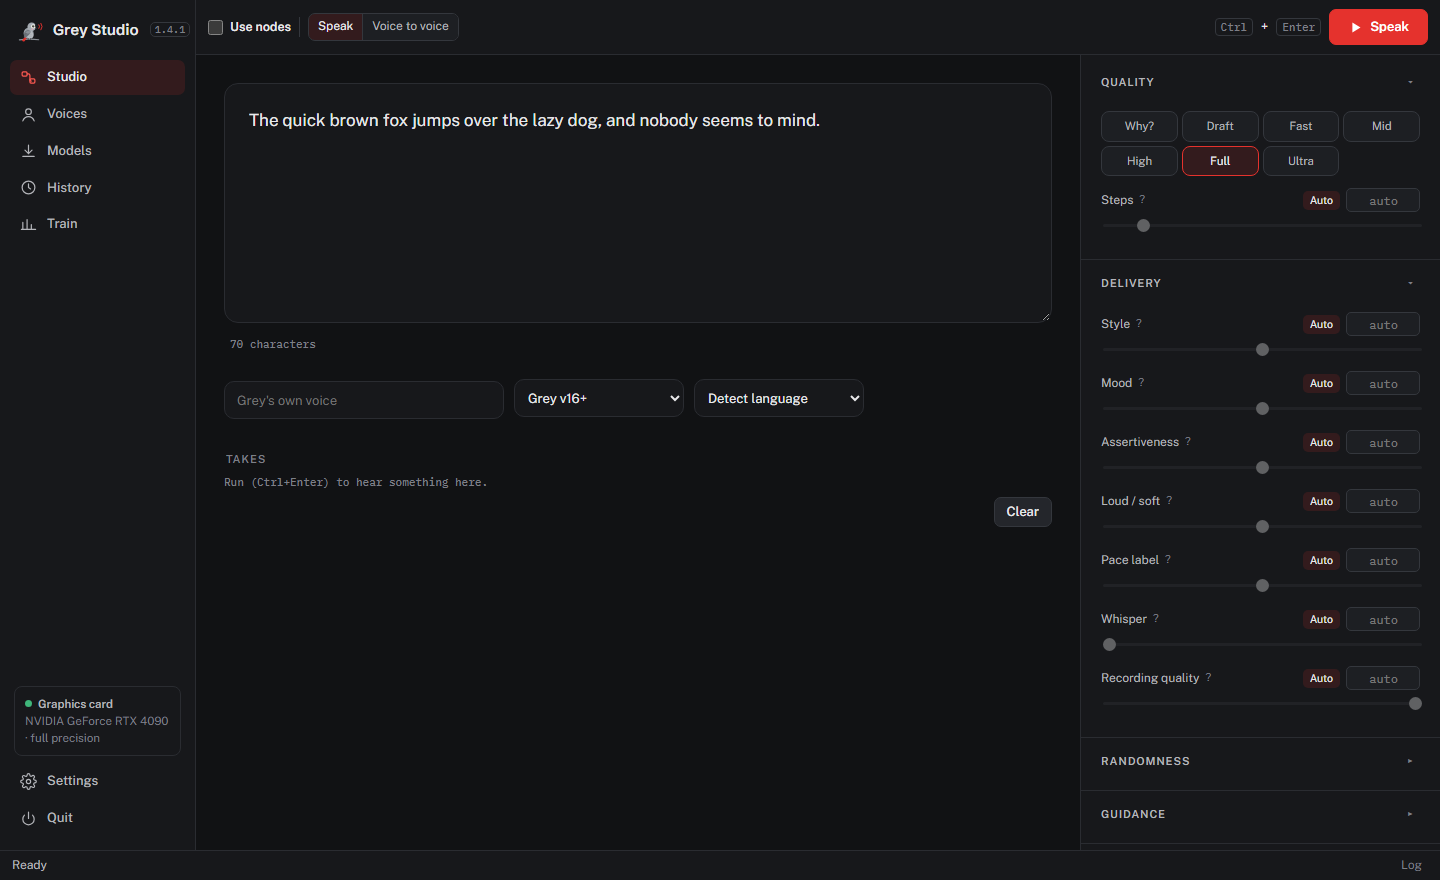 Grey Studio 1.4.1
Use nodes
Speak
Voice to voice
Ctrl + Enter
Speak
Studio
Voices
Models
History
Train
The quick brown fox jumps over the lazy dog, and nobody seems to mind.
70 characters
Grey's own voice
Grey v16+
Detect language
TAKES
Run (Ctrl+Enter) to hear something here.
Clear
QUALITY
Why? Draft Fast Mid
High Full Ultra
Steps ? Auto auto
DELIVERY
Style ? Auto auto
Mood ? Auto auto
Assertiveness ? Auto auto
Loud / soft ? Auto auto
Pace label ? Auto auto
Whisper ? Auto auto
Recording quality ? Auto auto
RANDOMNESS
GUIDANCE
Graphics card
NVIDIA GeForce RTX 4090
· full precision
Settings
Quit
Ready
Log